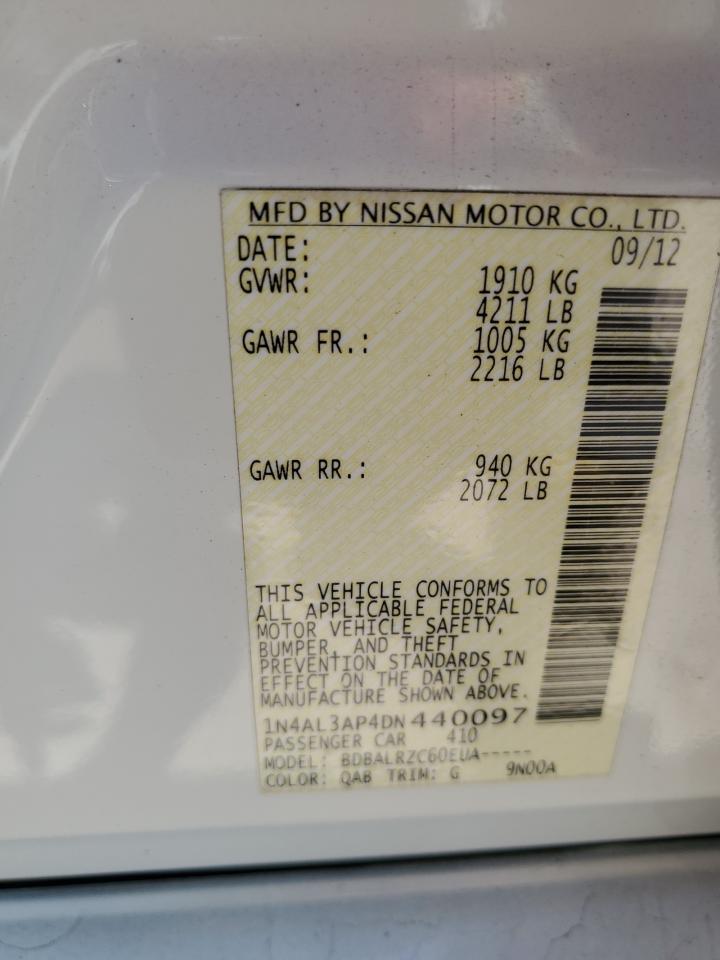 MFD BY NISSAN MOTOR CO., LTD.
DATE: 09/12
GVWR: 1910 KG
4211 LB
GAWR FR.: 1005 KG
2216 LB
GAWR RR.: 940 KG
2072 LB
THIS VEHICLE CONFORMS TO
ALL APPLICABLE FEDERAL
MOTOR VEHICLE SAFETY,
BUMPER, AND THEFT
PREVENTION STANDARDS IN
EFFECT ON THE DATE OF
MANUFACTURE SHOWN ABOVE.
1N4AL3AP4DN440097
PASSENGER CAR 410
MODEL: BDBALRZC60EUA-----
COLOR: QAB TRIM: G 9N00A